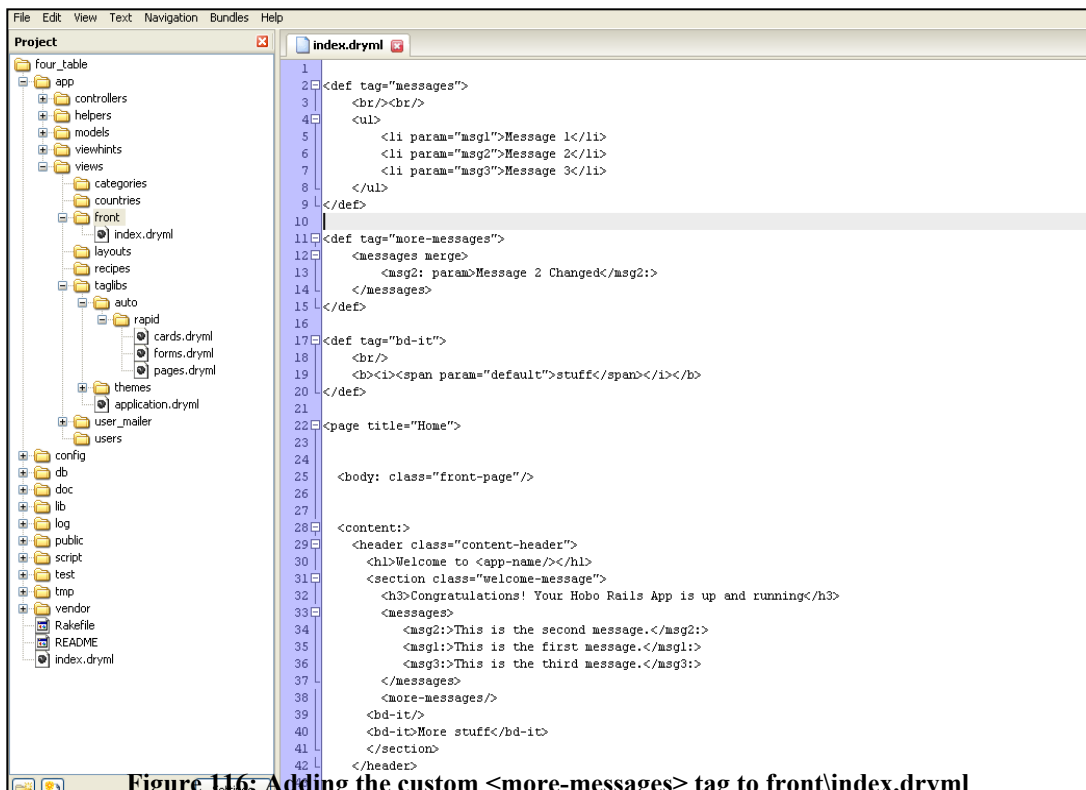 File Edit View Text Navigation Bundles Help
Project
four_table
app
controllers
helpers
models
viewhints
views
categories
countries
front
index.dryml
layouts
recipes
taglibs
auto
rapid
cards.dryml
forms.dryml
pages.dryml
themes
application.dryml
user_mailer
users
config
db
doc
lib
log
public
script
test
tmp
vendor
Rakefile
README
index.dryml
index.dryml
1
2 <def tag="messages">
3 <br/><br/>
4 <ul>
5 <li param="msg1">Message 1</li>
6 <li param="msg2">Message 2</li>
7 <li param="msg3">Message 3</li>
8 </ul>
9 </def>
10
11 <def tag="more-messages">
12 <messages merge>
13 <msg2: param>Message 2 Changed</msg2:>
14 </messages>
15 </def>
16
17 <def tag="bd-it">
18 <br/>
19 <b><i><span param="default">stuff</span></i></b>
20 </def>
21
22 <page title="Home">
23
24
25 <body: class="front-page"/>
26
27
28 <content:>
29 <header class="content-header">
30 <h1>Welcome to <app-name/></h1>
31 <section class="welcome-message">
32 <h3>Congratulations! Your Hobo Rails App is up and running</h3>
33 <messages>
34 <msg2:>This is the second message.</msg2:>
35 <msg1:>This is the first message.</msg1:>
36 <msg3:>This is the third message.</msg3:>
37 </messages>
38 <more-messages/>
39 <bd-it/>
40 <bd-it>More stuff</bd-it>
41 </section>
42 </header>
Figure 116: Adding the custom <more-messages> tag to front\index.dryml